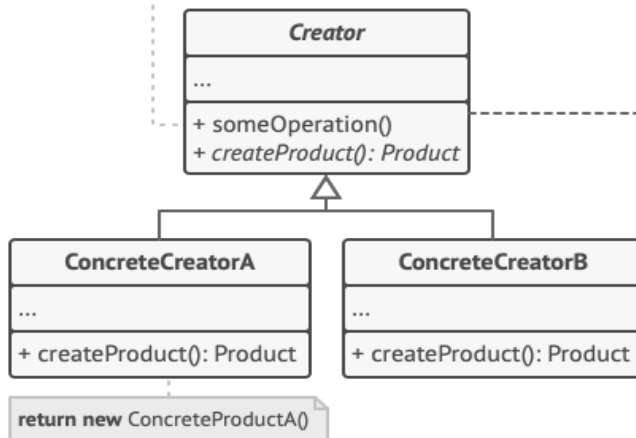 Creator
...
+ someOperation()
+ createProduct(): Product
ConcreteCreatorA
...
+ createProduct(): Product
ConcreteCreatorB
...
+ createProduct(): Product
return new ConcreteProductA()